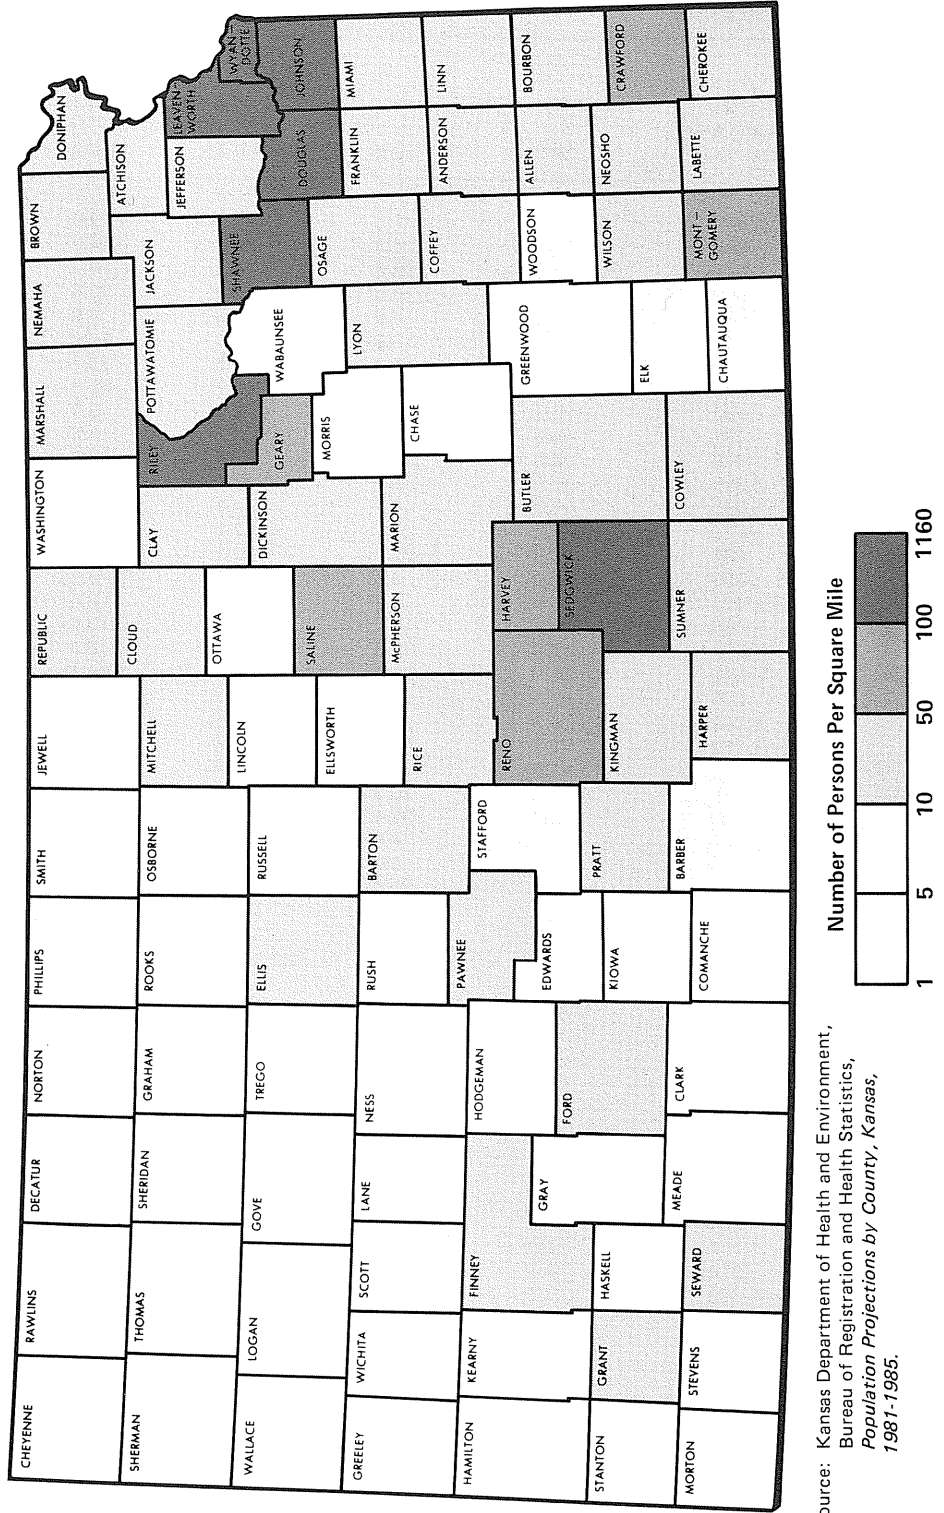 CHEYENNE
RAWLINS
DECATUR
NORTON
PHILLIPS
SMITH
JEWELL
REPUBLIC
WASHINGTON
MARSHALL
NEMAHA
BROWN
DONIPHAN
SHERMAN
THOMAS
SHERIDAN
GRAHAM
ROOKS
OSBORNE
MITCHELL
CLOUD
CLAY
RILEY
POTTAWATOMIE
JACKSON
ATCHISON
JEFFERSON
LEAVEN-
WORTH
WYAN-
DOTTE
WALLACE
LOGAN
GOVE
TREGO
ELLIS
RUSSELL
LINCOLN
OTTAWA
DICKINSON
GEARY
WABAUNSEE
SHAWNEE
DOUGLAS
JOHNSON
GREELEY
WICHITA
SCOTT
LANE
NESS
RUSH
BARTON
ELLSWORTH
SALINE
MORRIS
LYON
OSAGE
FRANKLIN
MIAMI
HAMILTON
KEARNY
FINNEY
HODGEMAN
PAWNEE
STAFFORD
RICE
McPHERSON
MARION
CHASE
COFFEY
ANDERSON
LINN
STANTON
GRANT
HASKELL
GRAY
FORD
EDWARDS
KIOWA
PRATT
RENO
KINGMAN
HARVEY
SEDGWICK
BUTLER
GREENWOOD
WOODSON
ALLEN
BOURBON
WILSON
NEOSHO
CRAWFORD
MORTON
STEVENS
SEWARD
MEADE
CLARK
COMANCHE
BARBER
HARPER
SUMNER
COWLEY
ELK
CHAUTAUQUA
MONT-
GOMERY
LABETTE
CHEROKEE
ource: Kansas Department of Health and Environment,
Bureau of Registration and Health Statistics,
Population Projections by County, Kansas,
1981-1985.
Number of Persons Per Square Mile
1 5 10 50 100 1160